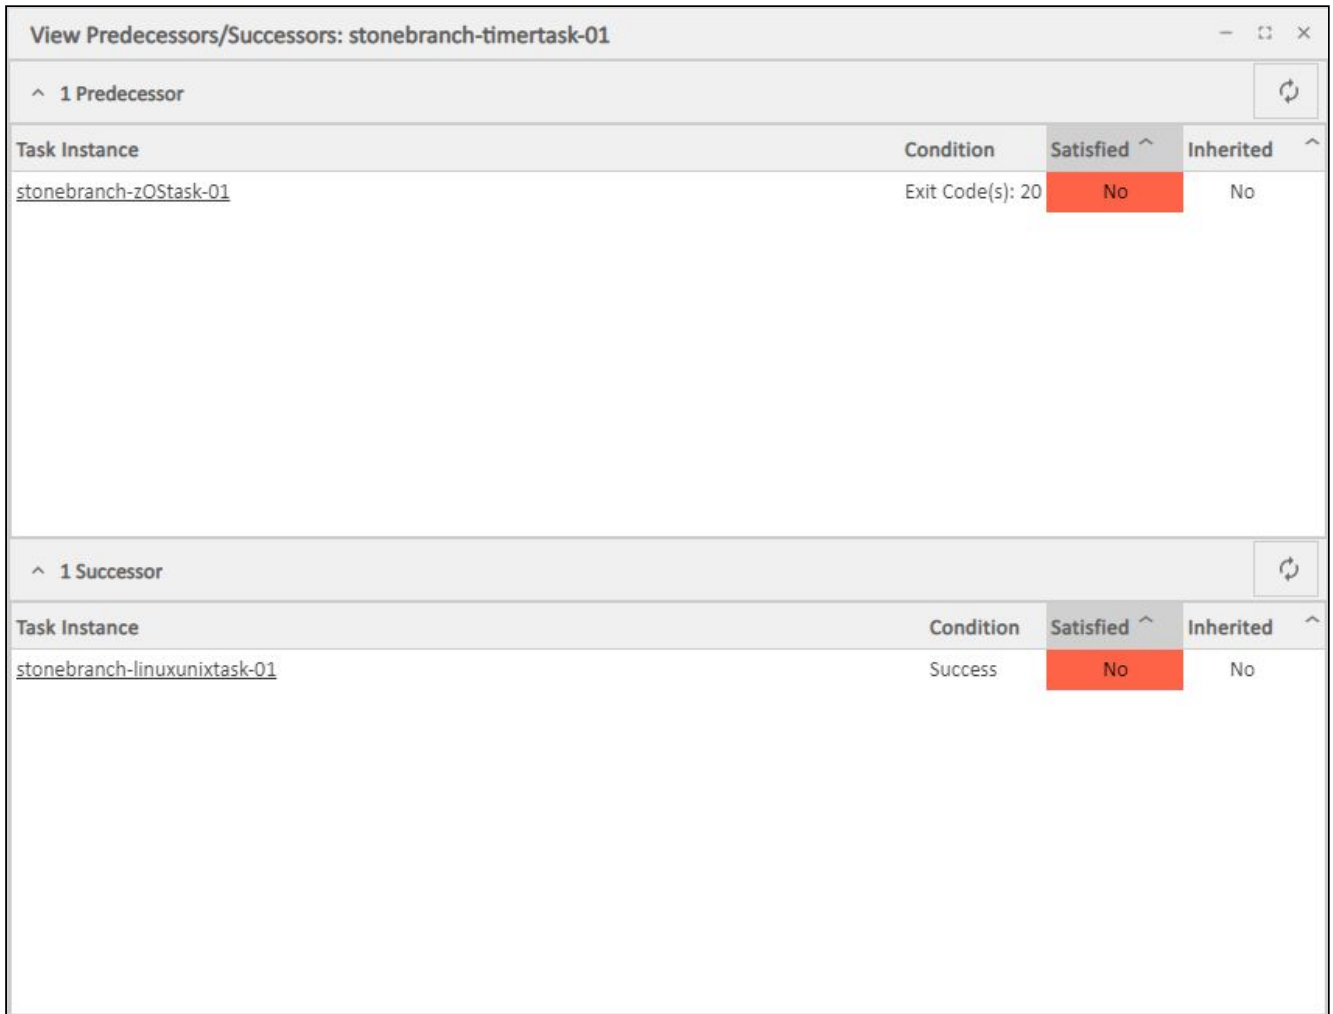 View Predecessors/Successors: stonebranch-timertask-01
1 Predecessor
Task Instance Condition Satisfied Inherited
stonebranch-zOStask-01 Exit Code(s): 20 No No
1 Successor
Task Instance Condition Satisfied Inherited
stonebranch-linuxunixtask-01 Success No No